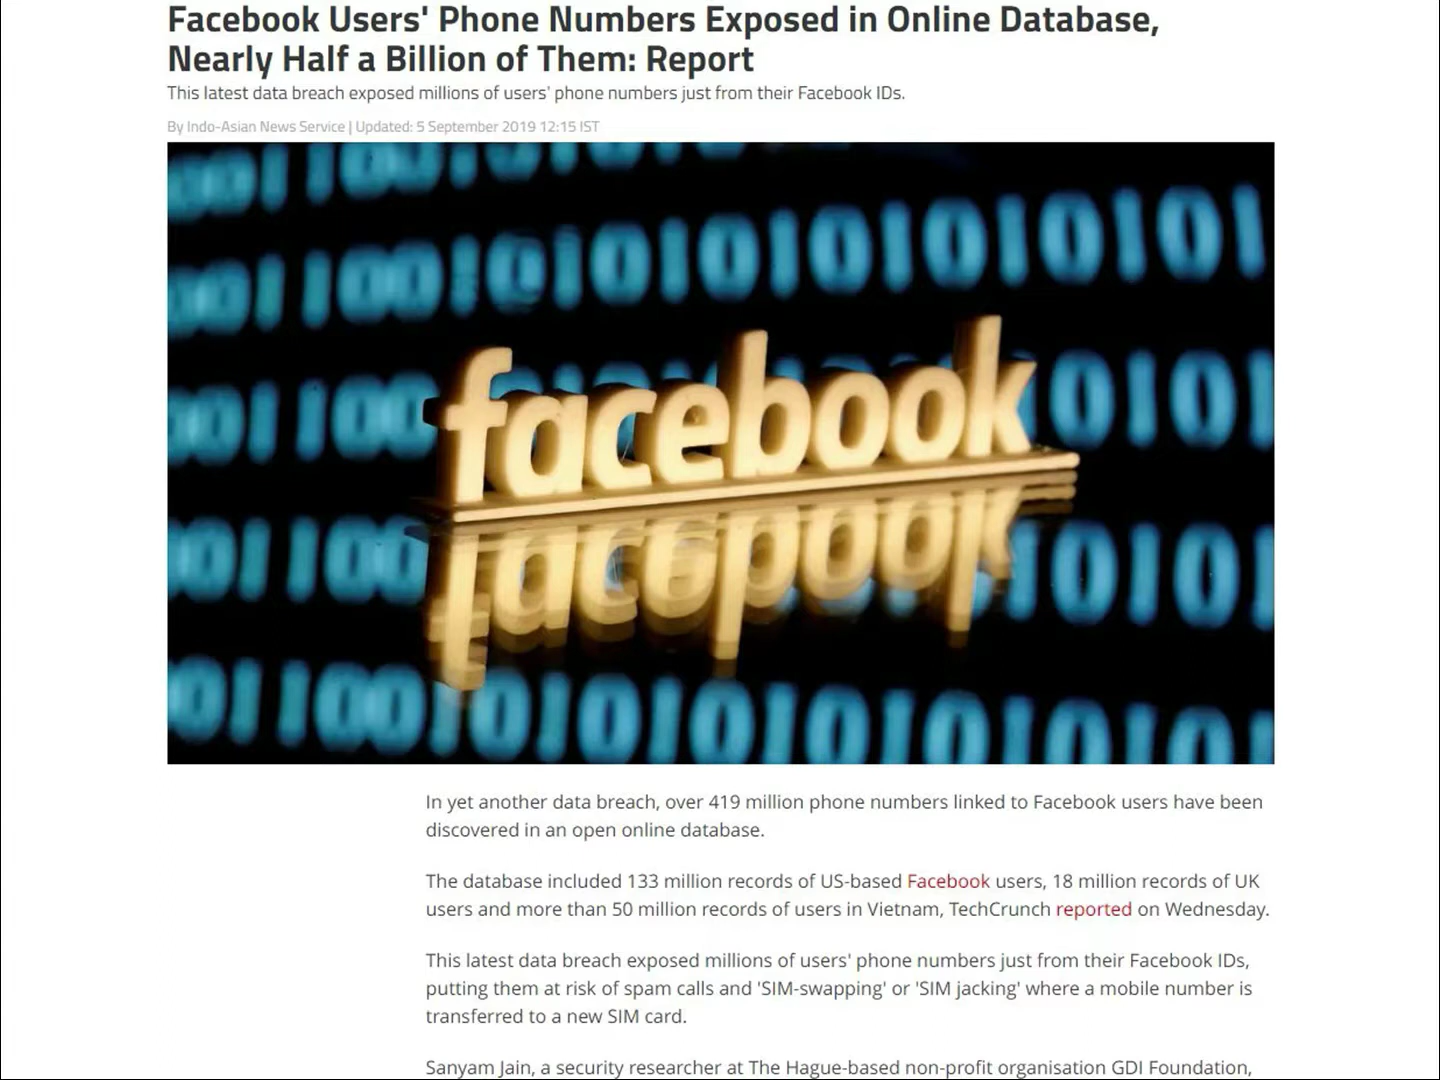 Facebook Users' Phone Numbers Exposed in Online Database,
Nearly Half a Billion of Them: Report
This latest data breach exposed millions of users' phone numbers just from their Facebook IDs.
By Indo-Asian News Service | Updated: 5 September 2019 12:15 IST
facebook
In yet another data breach, over 419 million phone numbers linked to Facebook users have been
discovered in an open online database.
The database included 133 million records of US-based Facebook users, 18 million records of UK
users and more than 50 million records of users in Vietnam, TechCrunch reported on Wednesday.
This latest data breach exposed millions of users' phone numbers just from their Facebook IDs,
putting them at risk of spam calls and 'SIM-swapping' or 'SIM jacking' where a mobile number is
transferred to a new SIM card.
Sanyam Jain, a security researcher at The Hague-based non-profit organisation GDI Foundation,